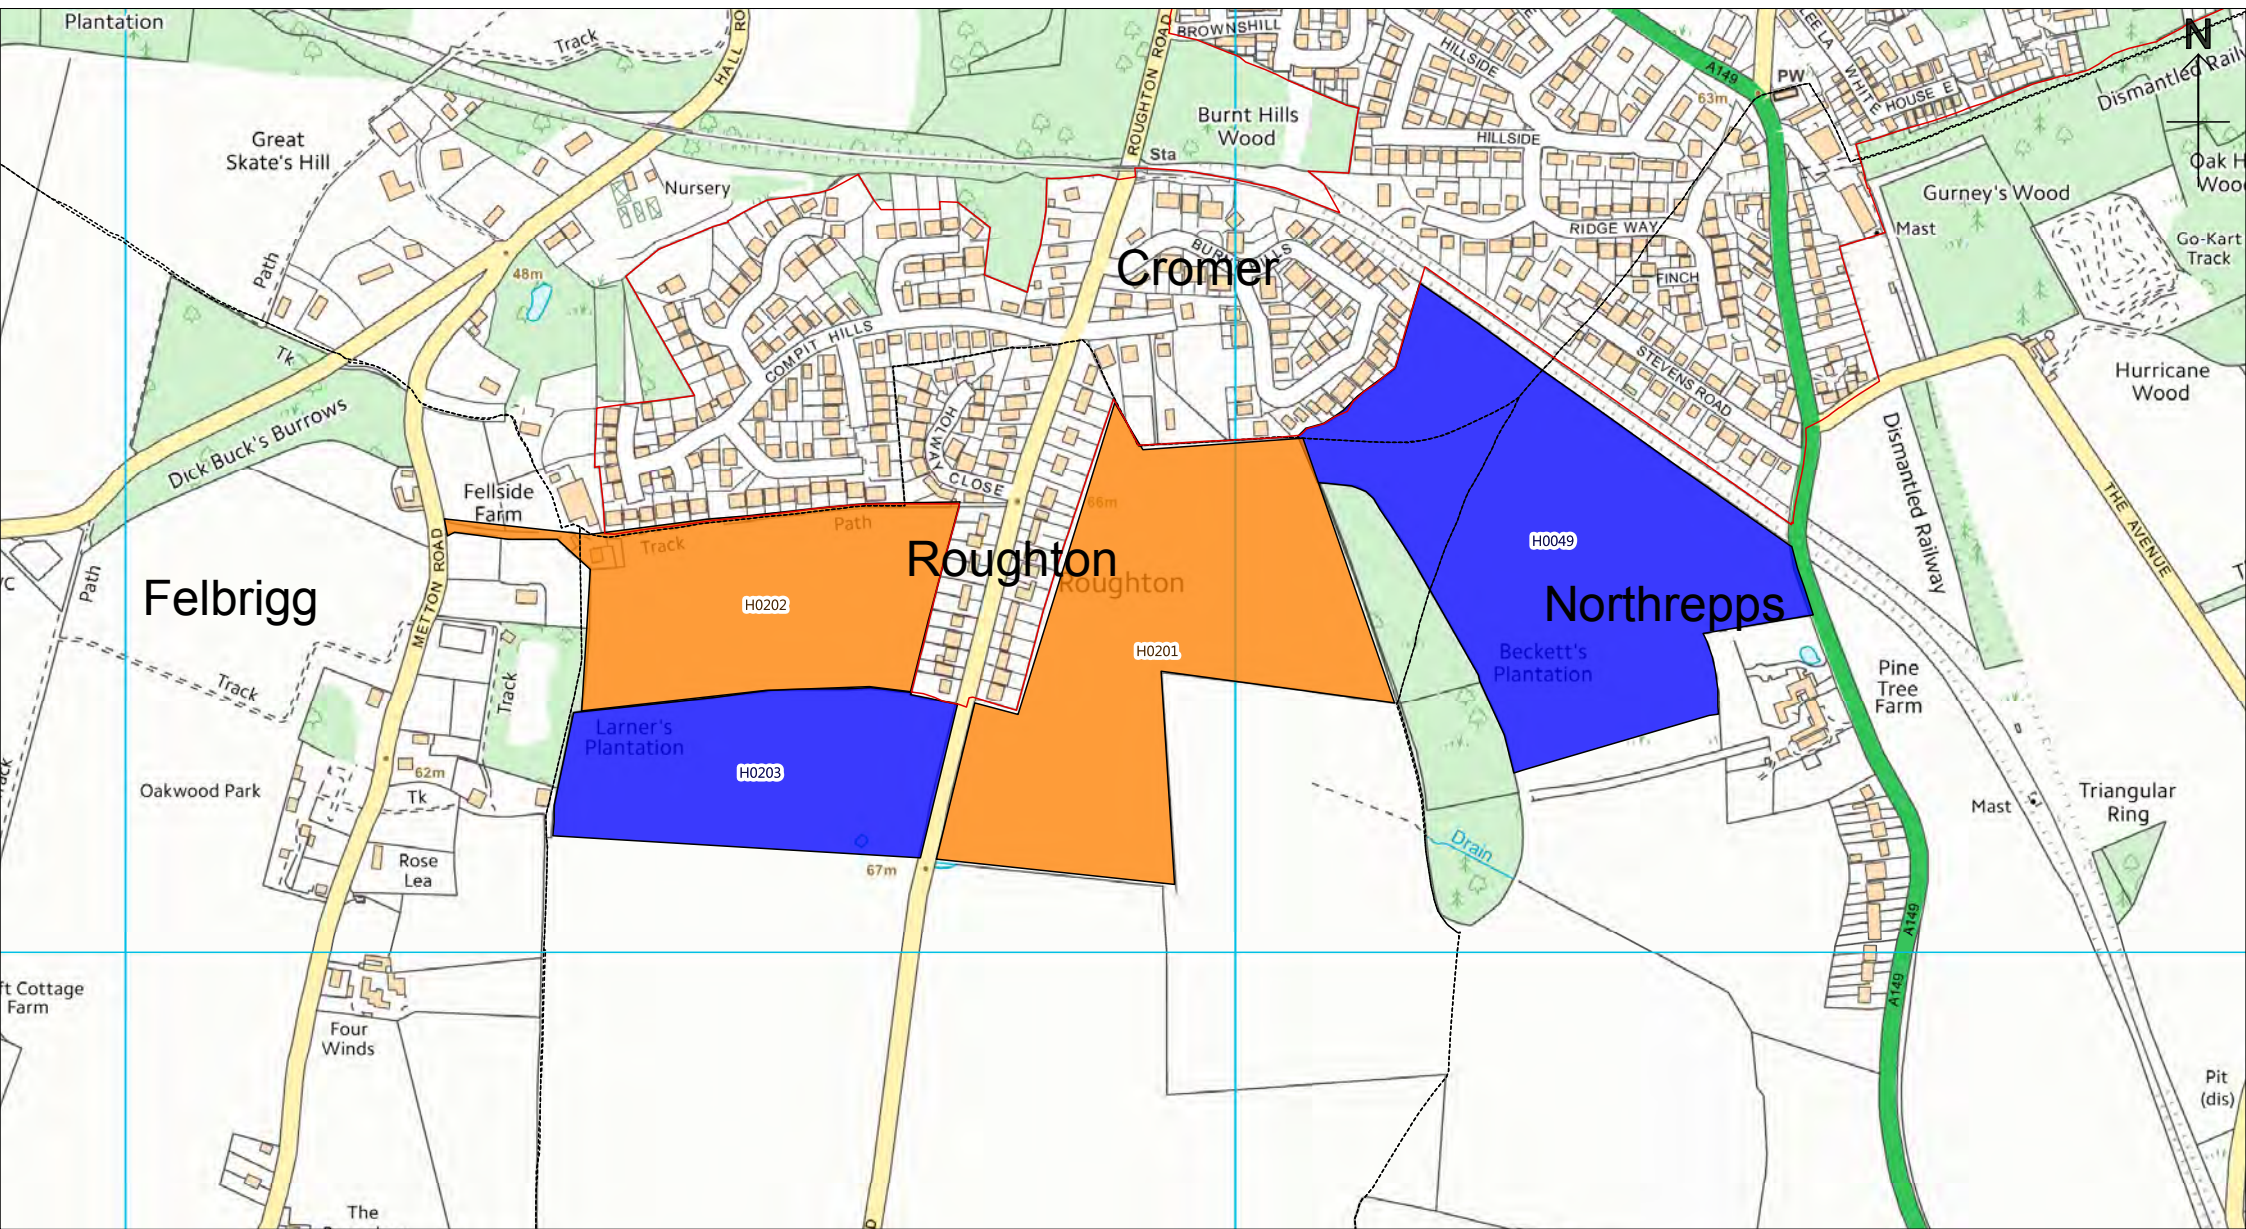 Plantation
Track
HALL RO
ROUGHTON ROAD
BROWNSHILL
HILLSIDE
A149
63m
PW
WHITE
HOUSE E
N
Dismantled Railw
Great
Skate's Hill
Burnt Hills
Wood
HILLSIDE
Sta
Nursery
Gurney's Wood
Oak H
Woo
Path
48m
RIDGE WAY
Mast
Go-Kart
Track
Cromer
FINCH
Tk
COMPIT HILLS
STEVENS ROAD
Hurricane
Wood
Dick Buck's Burrows
HOLWAY CLOSE
Dismantled Railway
THE AVENUE
Fellside
Farm
66m
Path
Track
H0049
Roughton
Roughton
Path
Felbrigg
METTON ROAD
H0202
Northrepps
H0201
Beckett's
Plantation
Pine
Tree
Farm
Track
Track
Larner's
Plantation
H0203
62m
Oakwood Park
Tk
Mast
Triangular
Ring
Drain
Rose
Lea
67m
A149
A149
ft Cottage
Farm
Four
Winds
Pit
(dis)
The